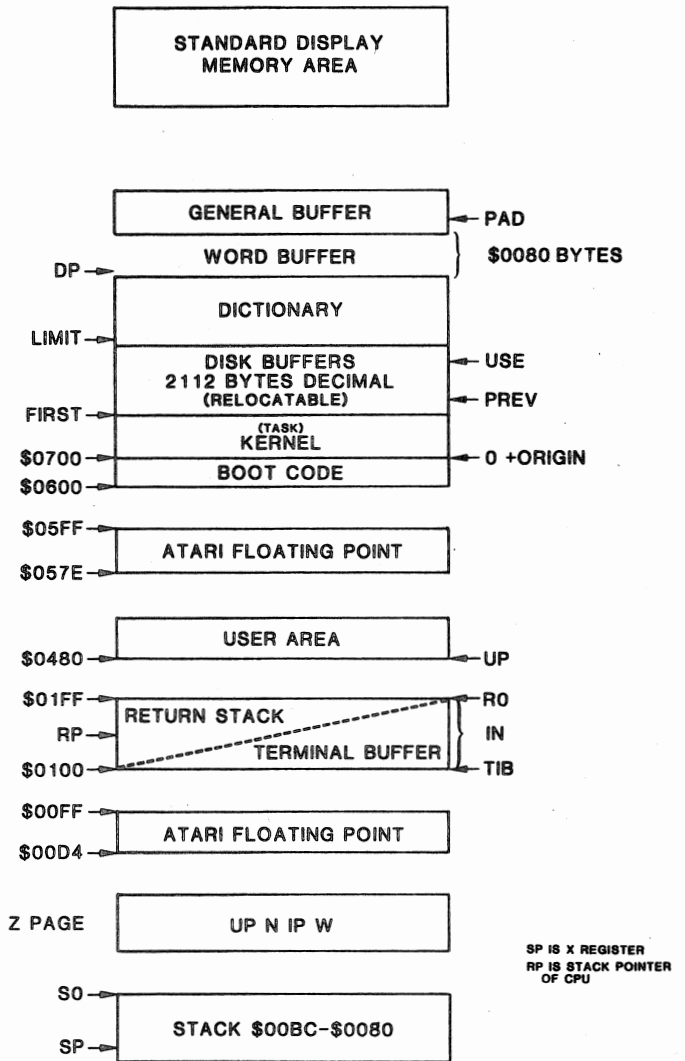 STANDARD DISPLAY
MEMORY AREA
GENERAL BUFFER
PAD
WORD BUFFER
$0080 BYTES
DP
DICTIONARY
LIMIT
DISK BUFFERS
USE
2112 BYTES DECIMAL
(RELOCATABLE)
PREV
FIRST
(TASK)
KERNEL
$0700
0 +ORIGIN
BOOT CODE
$0600
$05FF
ATARI FLOATING POINT
$057E
USER AREA
$0480
UP
$01FF
R0
RETURN STACK
RP
IN
TERMINAL BUFFER
$0100
TIB
$00FF
ATARI FLOATING POINT
$00D4
Z PAGE
UP N IP W
SP IS X REGISTER
RP IS STACK POINTER
OF CPU
S0
STACK $00BC-$0080
SP